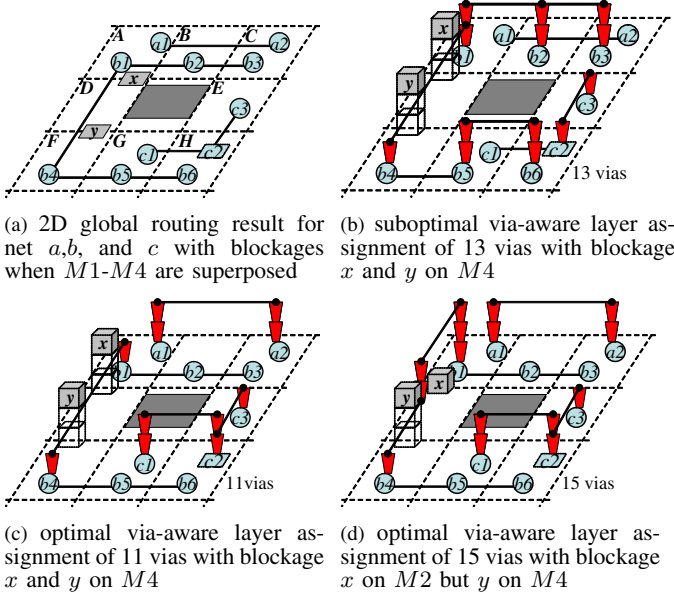 A B C
a1 a2
b1 b2 b3
x
D E
c3
F y G H
c1 c2
b4 b5 b6
(a) 2D global routing result for
net a,b, and c with blockages
when M1-M4 are superposed
x
a1 a2
b1 b2 b3
y
c3
c1 c2
b4 b5 b6
13 vias
(b) suboptimal via-aware layer as-
signment of 13 vias with blockage
x and y on M4
x
a1 a2
b1 b2 b3
y
c3
c1 c2
b4 b5 b6
11vias
(c) optimal via-aware layer as-
signment of 11 vias with blockage
x and y on M4
a1 a2
b1 b2 b3
y x
c3
c1 c2
b4 b5 b6
15 vias
(d) optimal via-aware layer as-
signment of 15 vias with blockage
x on M2 but y on M4